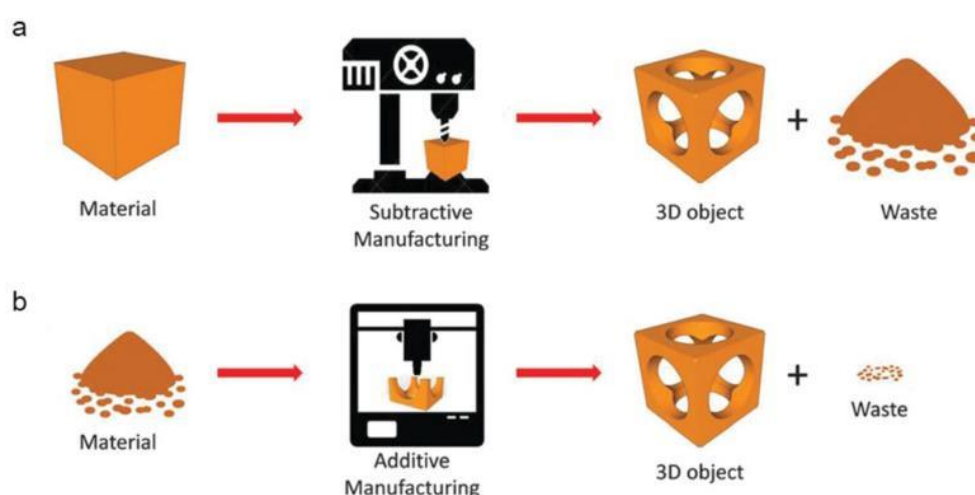 a
Material
Subtractive
Manufacturing
3D object
+
Waste
b
Material
Additive
Manufacturing
3D object
+
Waste